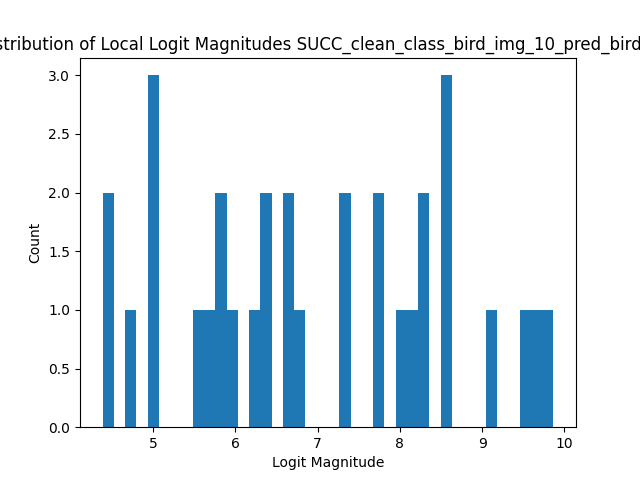 stribution of Local Logit Magnitudes SUCC_clean_class_bird_img_10_pred_bird
3.0
2.5
2.0
1.5
1.0
0.5
0.0
Count
5 6 7 8 9 10
Logit Magnitude